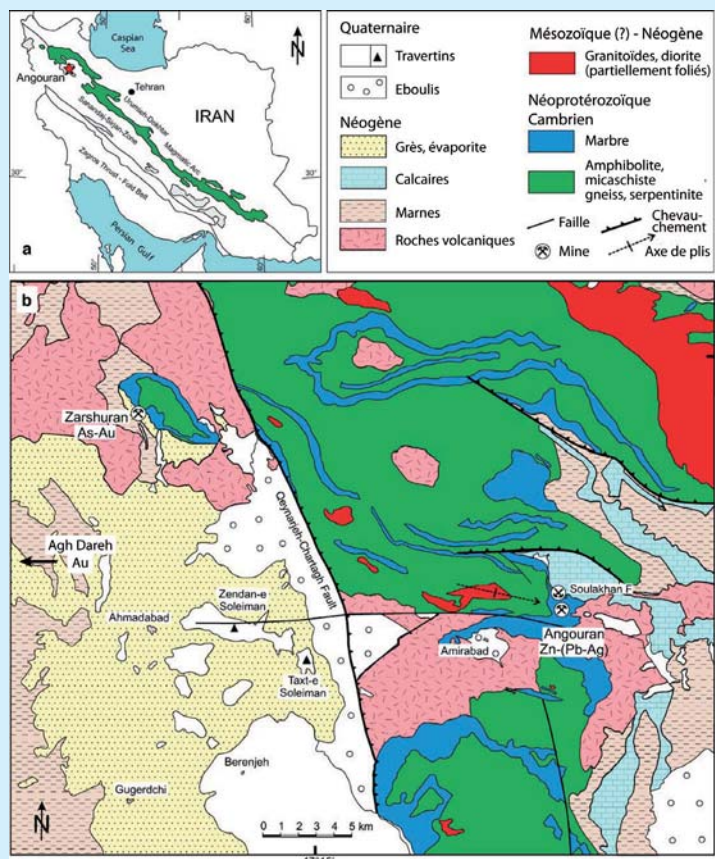 Caspian
Sea
N
Angouran
Tehran
IRAN
Urumieh-Dokhtar
Magmatic Arc
Sanandaj-Sirjan-Zone
Zagros Thrust - Fold Belt
Persian Gulf
30°
30°
50°
60°
a
Quaternaire
Travertins
Eboulis
Néogène
Grès, évaporite
Calcaires
Marnes
Roches volcaniques
Mésozoïque (?) - Néogène
Granitoïdes, diorite
(partiellement foliés)
Néoprotérozoïque
Cambrien
Marbre
Amphibolite,
micaschiste
gneiss, serpentinite
Faille
Chevau-
chement
Mine
Axe de plis
b
Zarshuran
As-Au
Qeynarjeh-Chartagh Fault
Agh Dareh
Au
Zendan-e
Soleiman
Ahmadabad
Soulakhan F.
Angouran
Zn-(Pb-Ag)
Amirabad
Taxt-e
Soleiman
Berenjeh
Gugerdchi
N
0 1 2 3 4 5 km